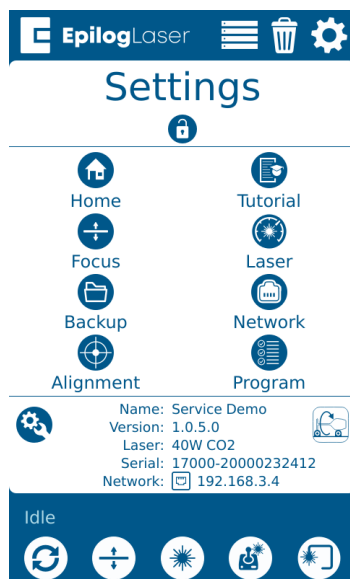 EpilogLaser
Settings
Home Tutorial
Focus Laser
Backup Network
Alignment Program
Name: Service Demo
Version: 1.0.5.0
Laser: 40W CO2
Serial: 17000-20000232412
Network: 192.168.3.4
Idle